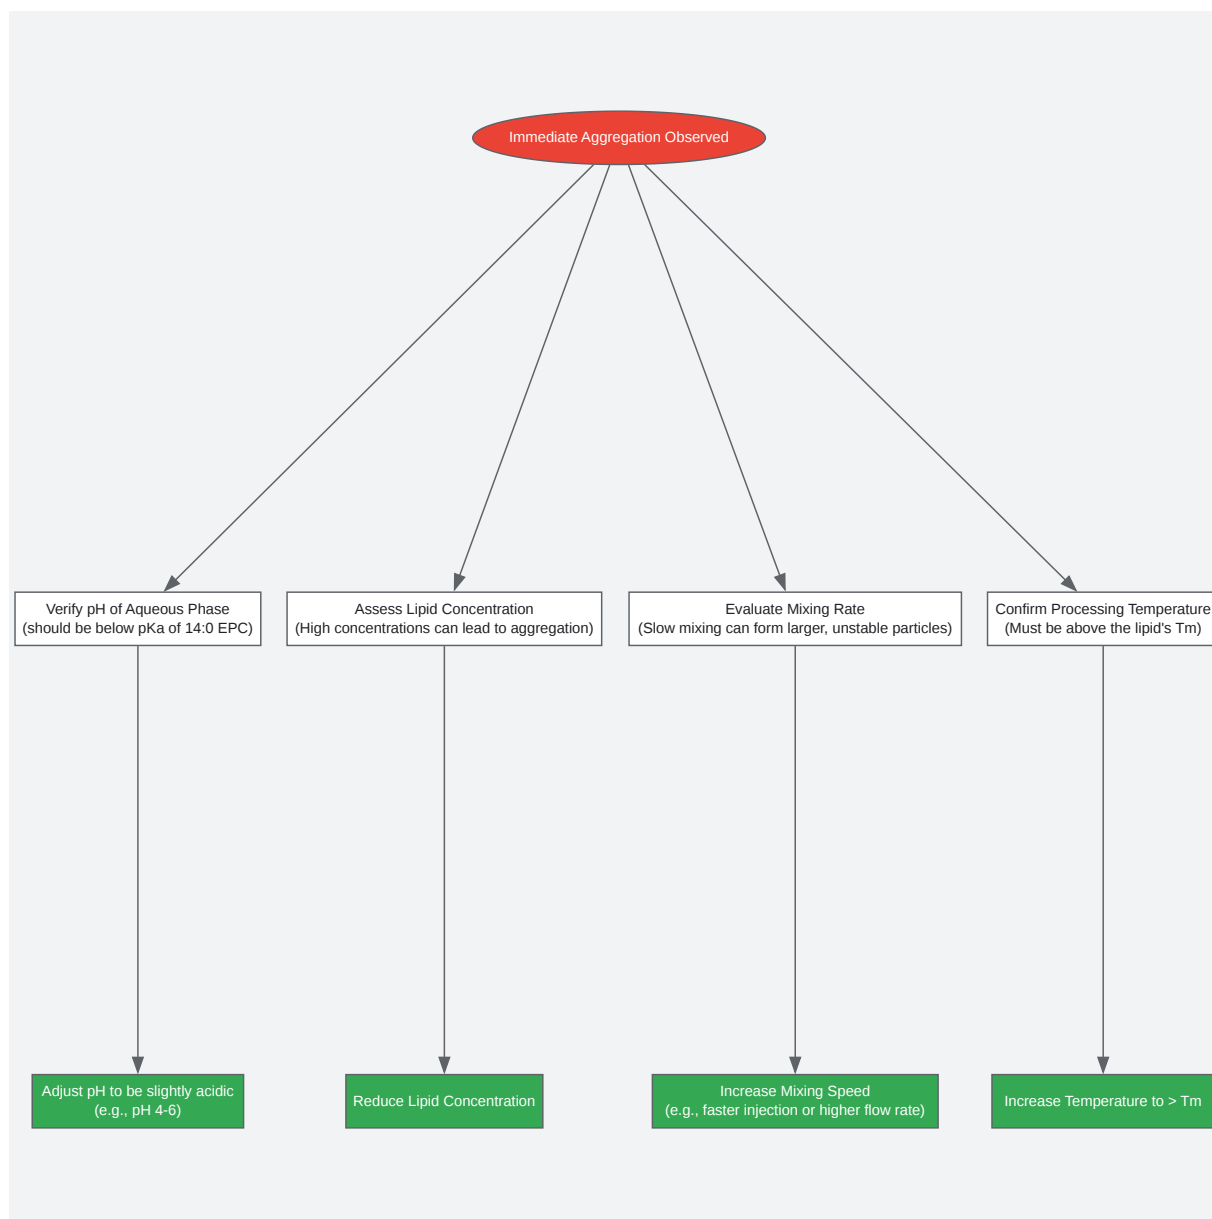 Immediate Aggregation Observed
Verify pH of Aqueous Phase
(should be below pKa of 14:0 EPC)
Assess Lipid Concentration
(High concentrations can lead to aggregation)
Evaluate Mixing Rate
(Slow mixing can form larger, unstable particles)
Confirm Processing Temperature
(Must be above the lipid's Tm)
Adjust pH to be slightly acidic
(e.g., pH 4-6)
Reduce Lipid Concentration
Increase Mixing Speed
(e.g., faster injection or higher flow rate)
Increase Temperature to > Tm